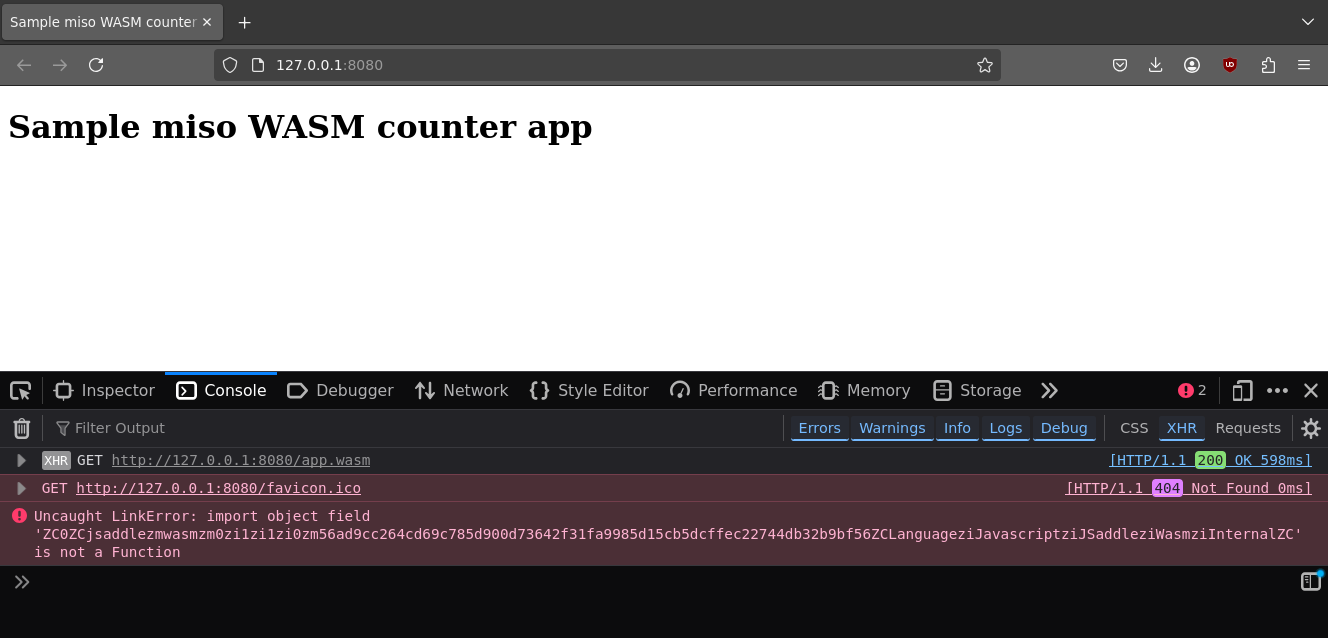 Sample miso WASM counter
127.0.0.1:8080
Sample miso WASM counter app
Inspector Console Debugger Network Style Editor Performance Memory Storage 2
Filter Output Errors Warnings Info Logs Debug CSS XHR Requests
XHR GET http://127.0.0.1:8080/app.wasm [HTTP/1.1 200 OK 598ms]
GET http://127.0.0.1:8080/favicon.ico [HTTP/1.1 404 Not Found 0ms]
Uncaught LinkError: import object field
'ZC0ZCjsaddlezmwasmzm0zi1zi1zi0zm56ad9cc264cd69c785d900d73642f31fa9985d15cb5dcffec22744db32b9bf56ZCLanguageziJavascriptziJSaddleziWasmziInternalZC'
is not a Function